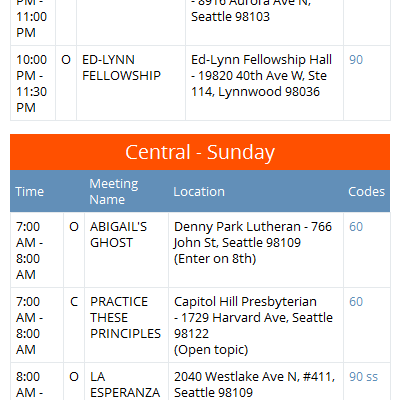 PM - - 8916 Aurora Ave N,
11:00 Seattle 98103
PM
10:00 O ED-LYNN Ed-Lynn Fellowship Hall 90
PM - FELLOWSHIP - 19820 40th Ave W, Ste
11:30 114, Lynnwood 98036
PM
Central - Sunday
Time Meeting Name Location Codes
7:00 O ABIGAIL'S Denny Park Lutheran - 766 60
AM - GHOST John St, Seattle 98109
8:00 (Enter on 8th)
AM
7:00 C PRACTICE Capitol Hill Presbyterian 60
AM - THESE - 1729 Harvard Ave, Seattle
8:00 PRINCIPLES 98122
AM (Open topic)
8:00 O LA 2040 Westlake Ave N, #411, 90 ss
AM - ESPERANZA Seattle 98109